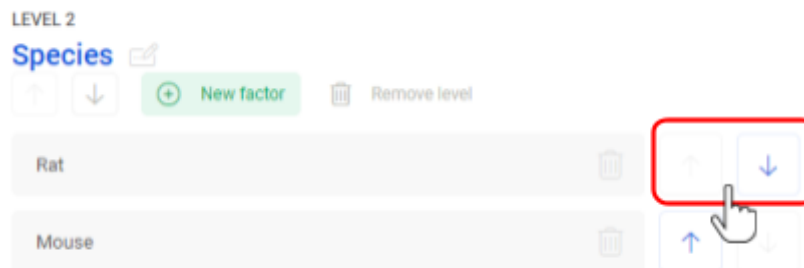 LEVEL 2
Species
New factor Remove level
Rat
Mouse